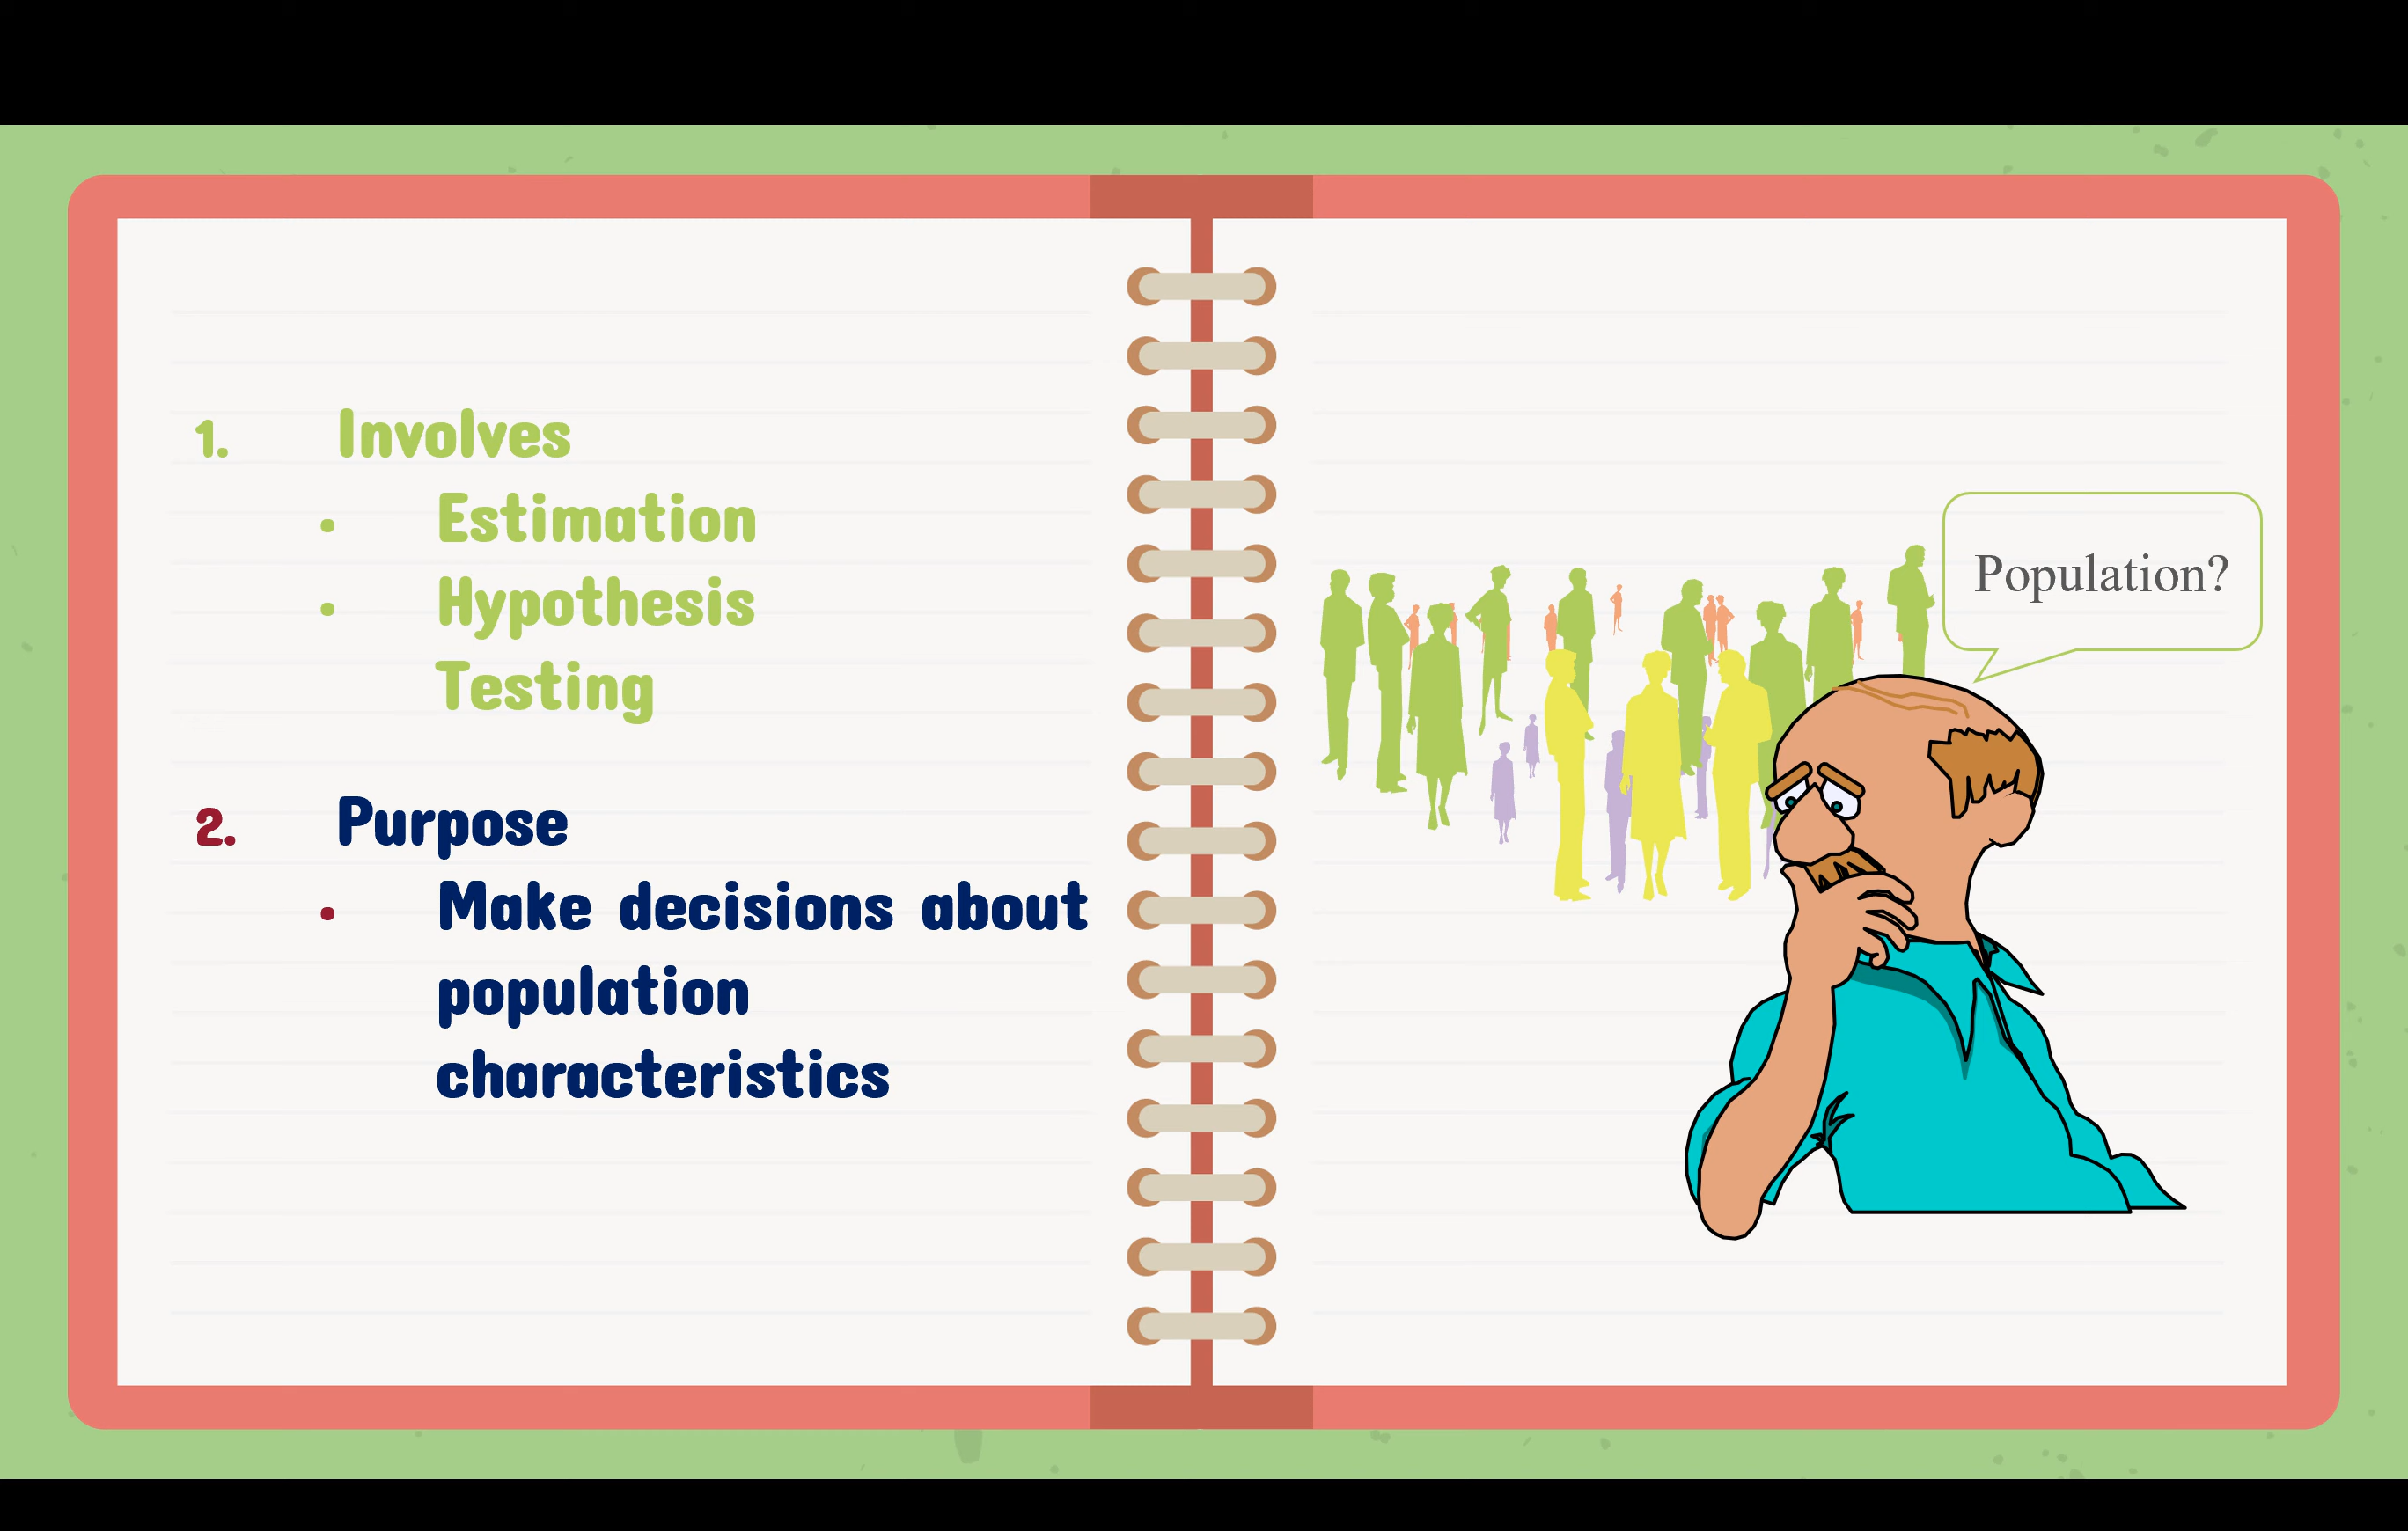 1. Involves
• Estimation
• Hypothesis
Testing
2. Purpose
• Make decisions about
population
characteristics
Population?